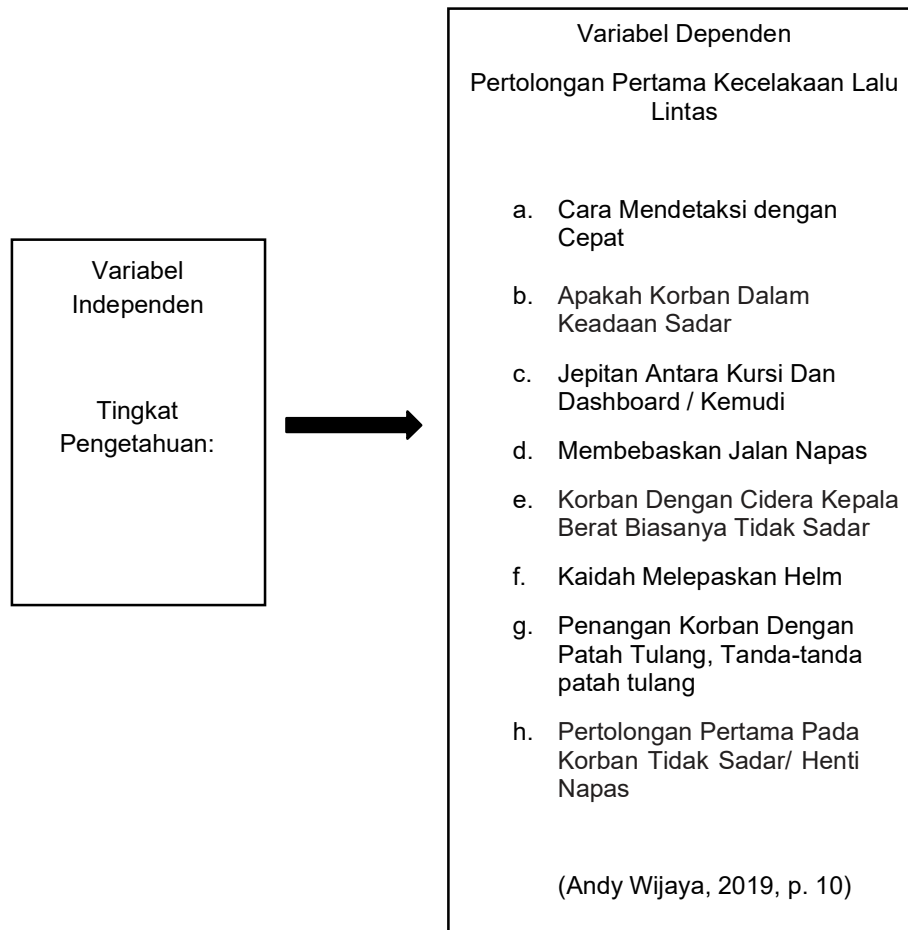 Variabel
Independen
Tingkat
Pengetahuan:
Variabel Dependen
Pertolongan Pertama Kecelakaan Lalu
Lintas
a. Cara Mendetaksi dengan
Cepat
b. Apakah Korban Dalam
Keadaan Sadar
c. Jepitan Antara Kursi Dan
Dashboard / Kemudi
d. Membebaskan Jalan Napas
e. Korban Dengan Cidera Kepala
Berat Biasanya Tidak Sadar
f. Kaidah Melepaskan Helm
g. Penangan Korban Dengan
Patah Tulang, Tanda-tanda
patah tulang
h. Pertolongan Pertama Pada
Korban Tidak Sadar/ Henti
Napas
(Andy Wijaya, 2019, p. 10)